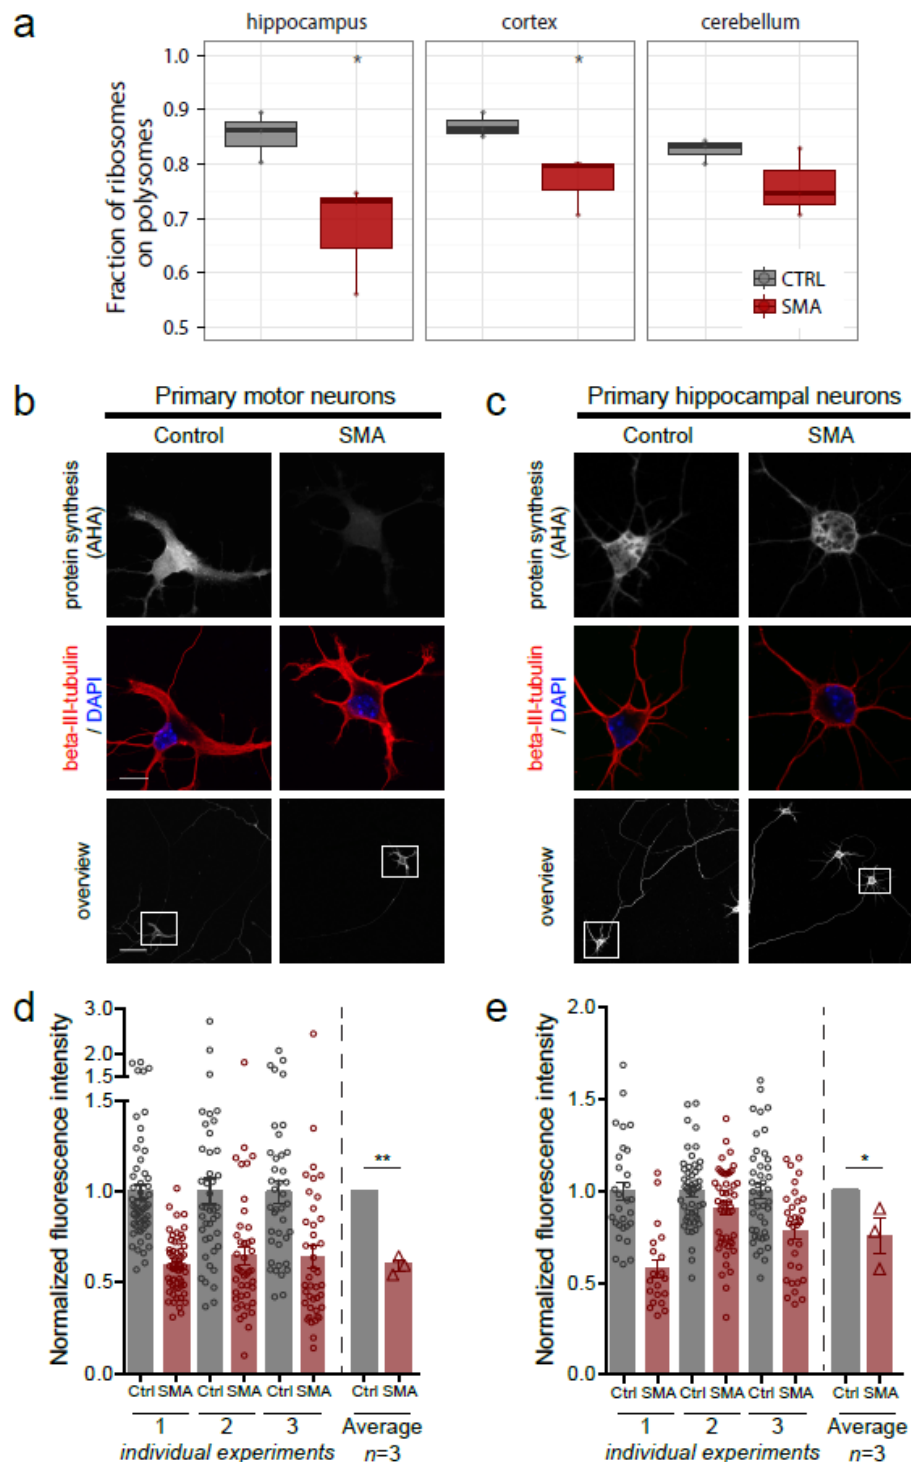 a
hippocampus cortex cerebellum
Fraction of ribosomes
on polysomes
1.0
0.9
0.8
0.7
0.6
0.5
* *
CTRL
SMA
b
Primary motor neurons
Control SMA
protein synthesis
(AHA)
beta-III-tubulin
/ DAPI
overview
c
Primary hippocampal neurons
Control SMA
protein synthesis
(AHA)
beta-III-tubulin
/ DAPI
overview
d
Normalized fluorescence intensity
3.0
2.0
1.5
1.5
1.0
0.5
0.0
**
Ctrl SMA Ctrl SMA Ctrl SMA Ctrl SMA
1 2 3 Average
individual experiments n=3
e
Normalized fluorescence intensity
2.0
1.5
1.0
0.5
0.0
*
Ctrl SMA Ctrl SMA Ctrl SMA Ctrl SMA
1 2 3 Average
individual experiments n=3